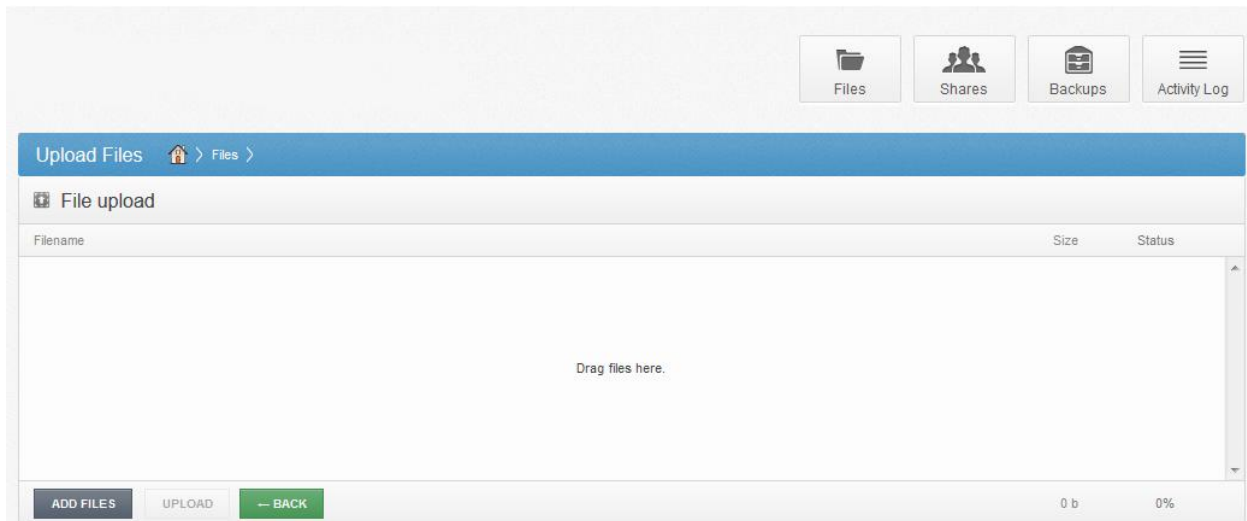 Files Shares Backups Activity Log
Upload Files 〉 Files 〉
File upload
Filename Size Status
Drag files here.
ADD FILES UPLOAD ← BACK 0 b 0%